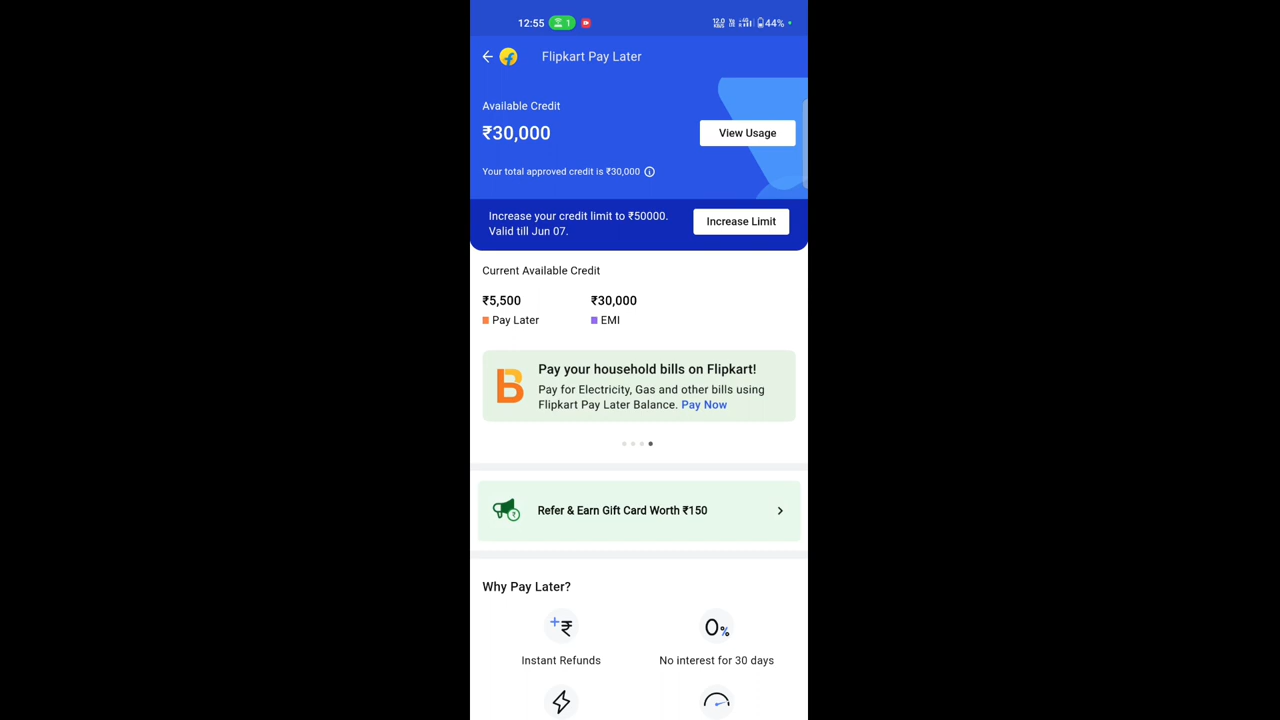 12:55 1 44%
Flipkart Pay Later
Available Credit
₹30,000
View Usage
Your total approved credit is ₹30,000
Increase your credit limit to ₹50000.
Valid till Jun 07.
Increase Limit
Current Available Credit
₹5,500 ₹30,000
Pay Later EMI
Pay your household bills on Flipkart!
Pay for Electricity, Gas and other bills using
Flipkart Pay Later Balance. Pay Now
Refer & Earn Gift Card Worth ₹150
Why Pay Later?
+₹ 0%
Instant Refunds No interest for 30 days